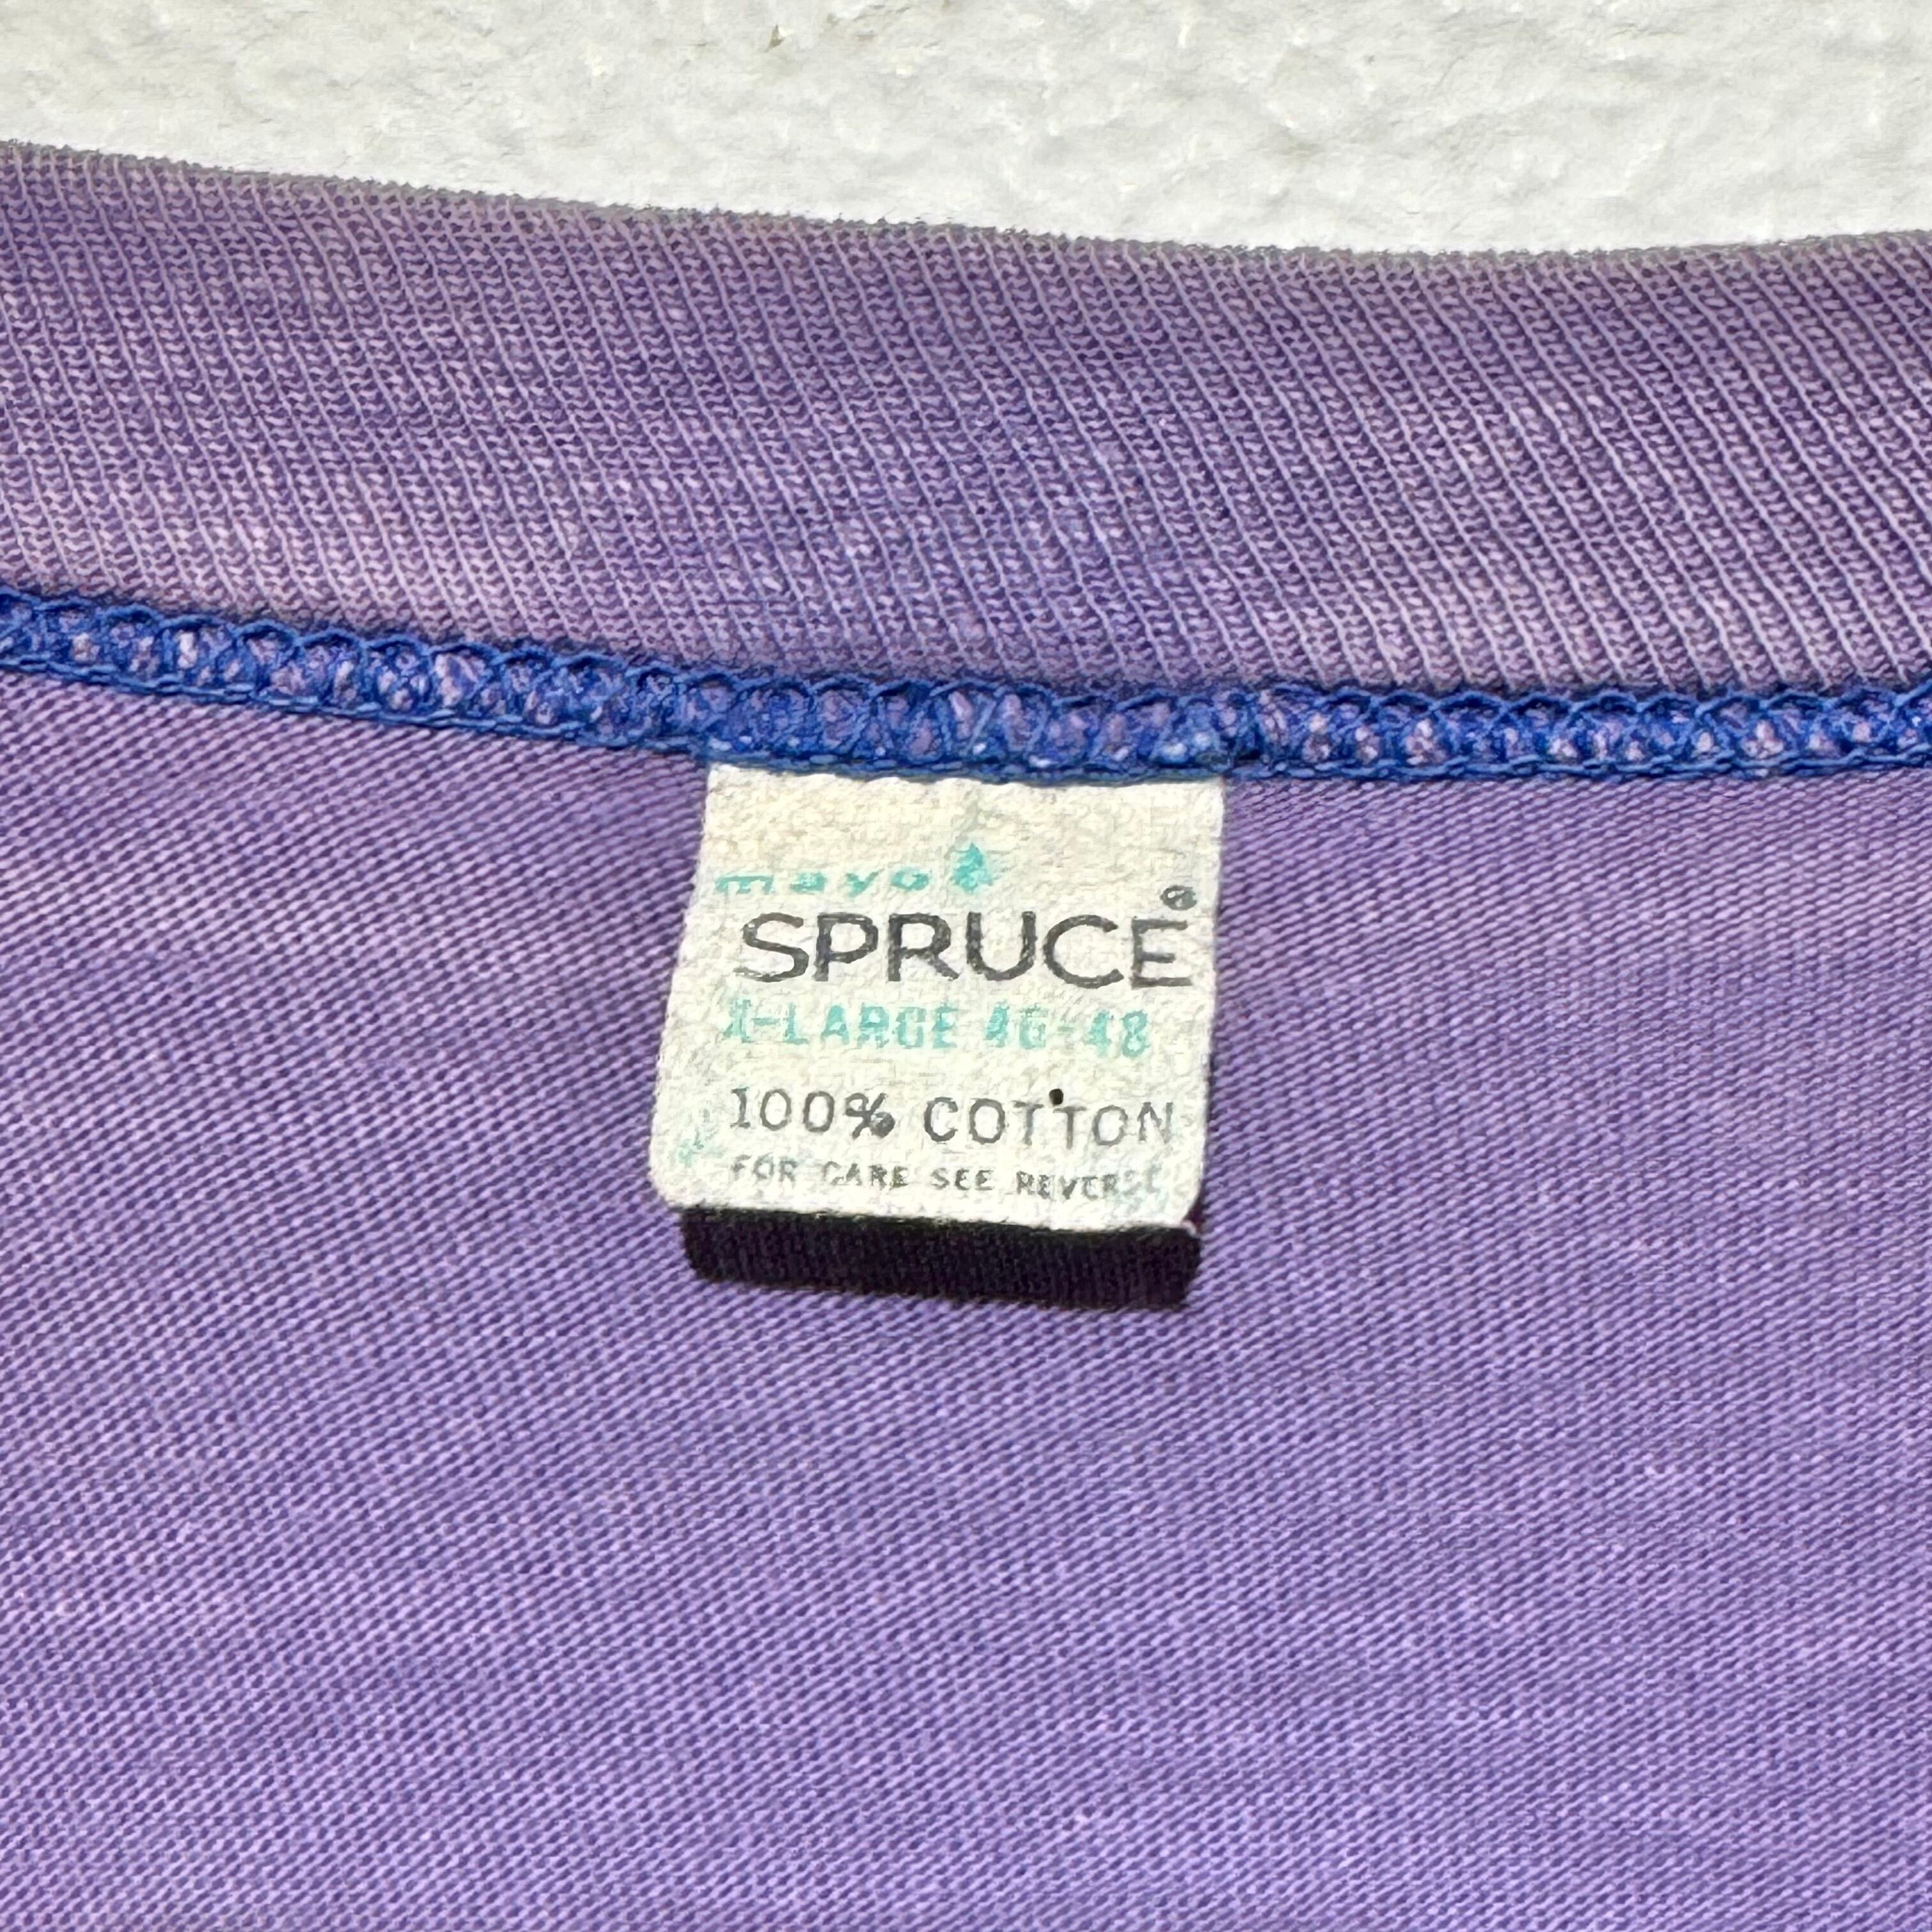 mayo
SPRUCE®
X-LARGE 46-48
100% COTTON
FOR CARE SEE REVERSE